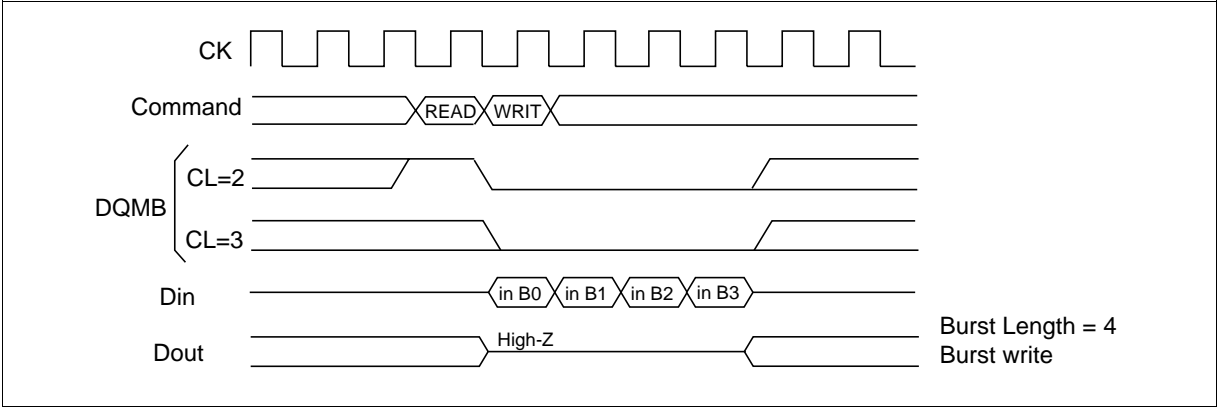 CK
Command
READ WRIT
CL=2
DQMB
CL=3
Din
in B0 in B1 in B2 in B3
Dout
High-Z
Burst Length = 4
Burst write